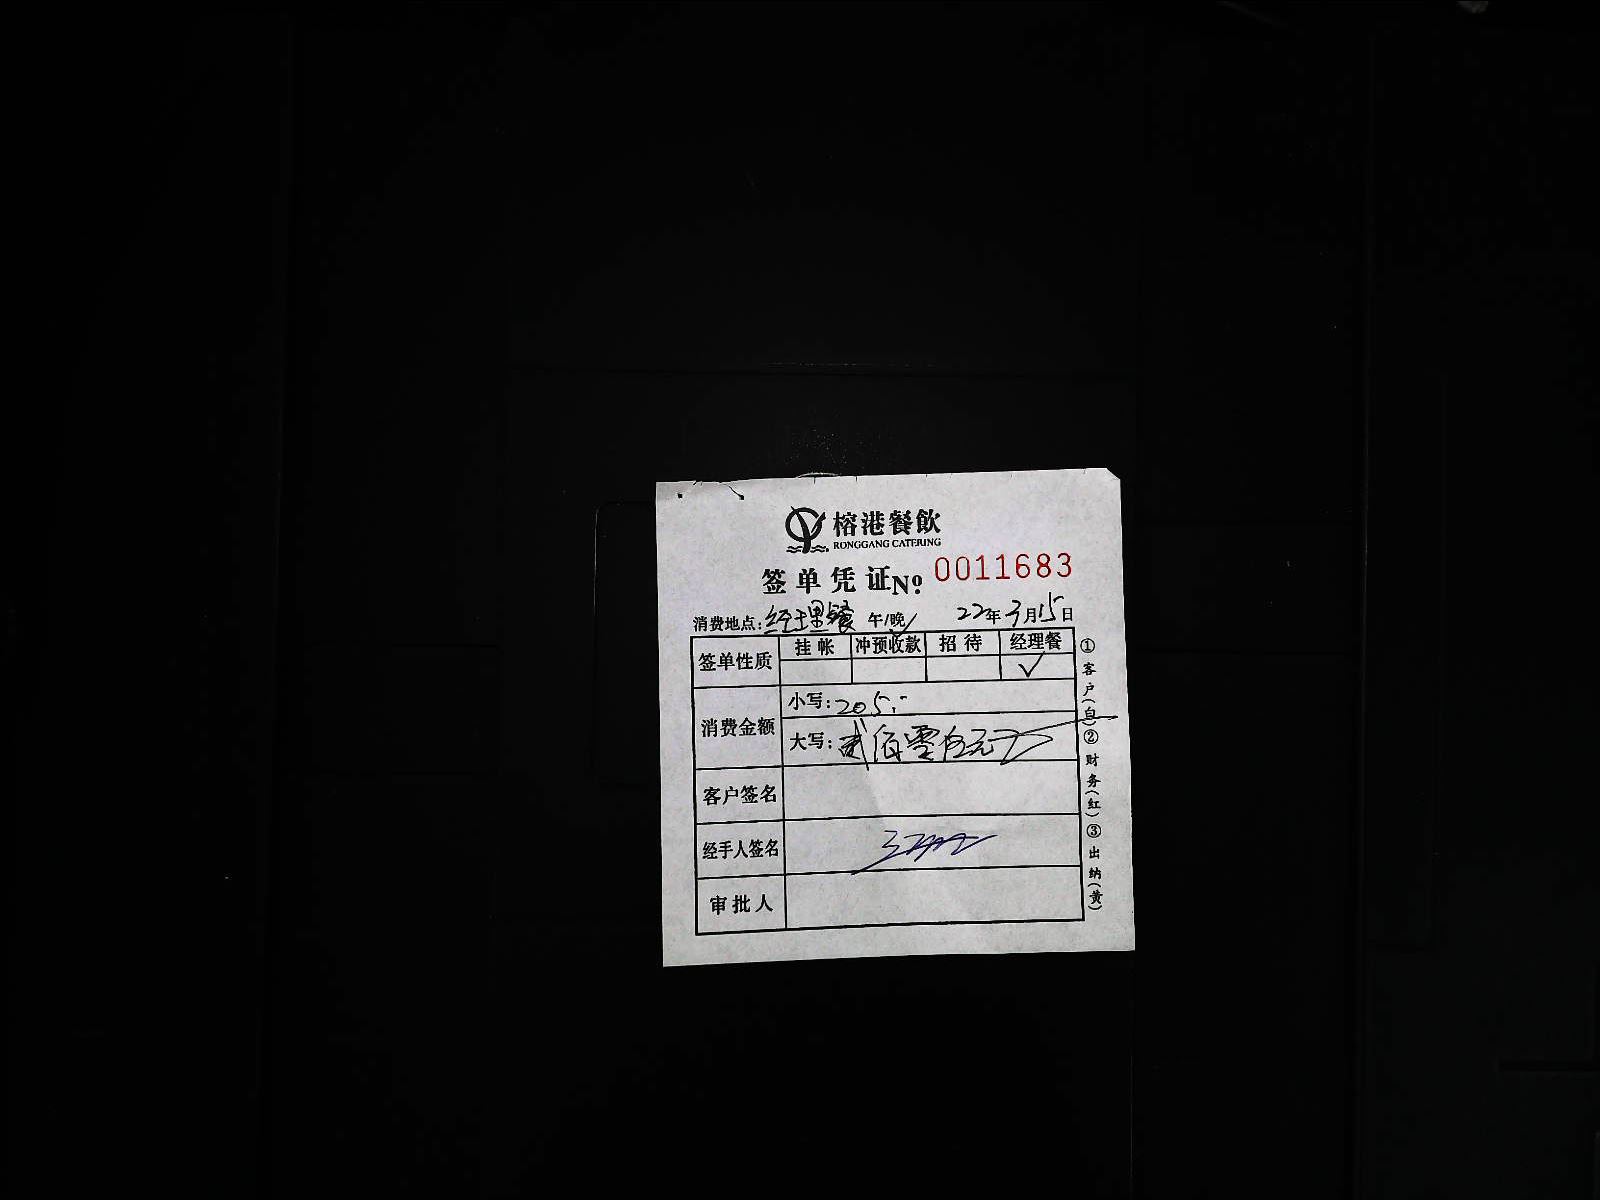 榕港餐飲
RONGGANG CATERING
签单凭证№: 0011683
消费地点: 经理餐 午/晚 22年3月15日
签单性质 挂帐 冲预收款 招待 经理餐
✓
消费金额 小写: 205.-
大写: 贰佰零伍元
客户签名
经手人签名
审批人
①客户(白)②财务(红)③出纳(黄)